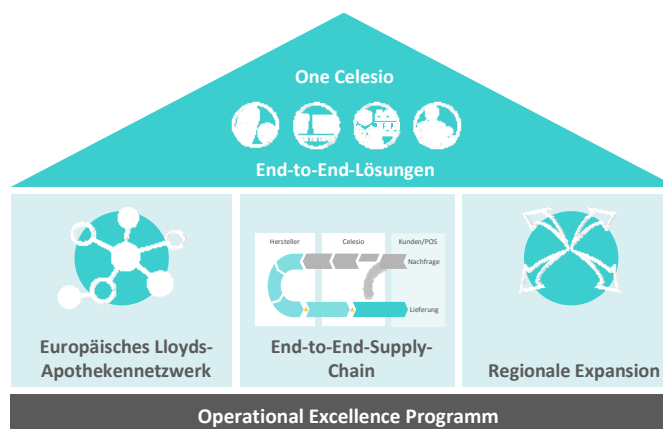 One Celesio
End-to-End-Lösungen
Hersteller
Celesio
Kunden/POS
Nachfrage
Lieferung
Europäisches Lloyds-
Apothekennetzwerk
End-to-End-Supply-
Chain
Regionale Expansion
Operational Excellence Programm